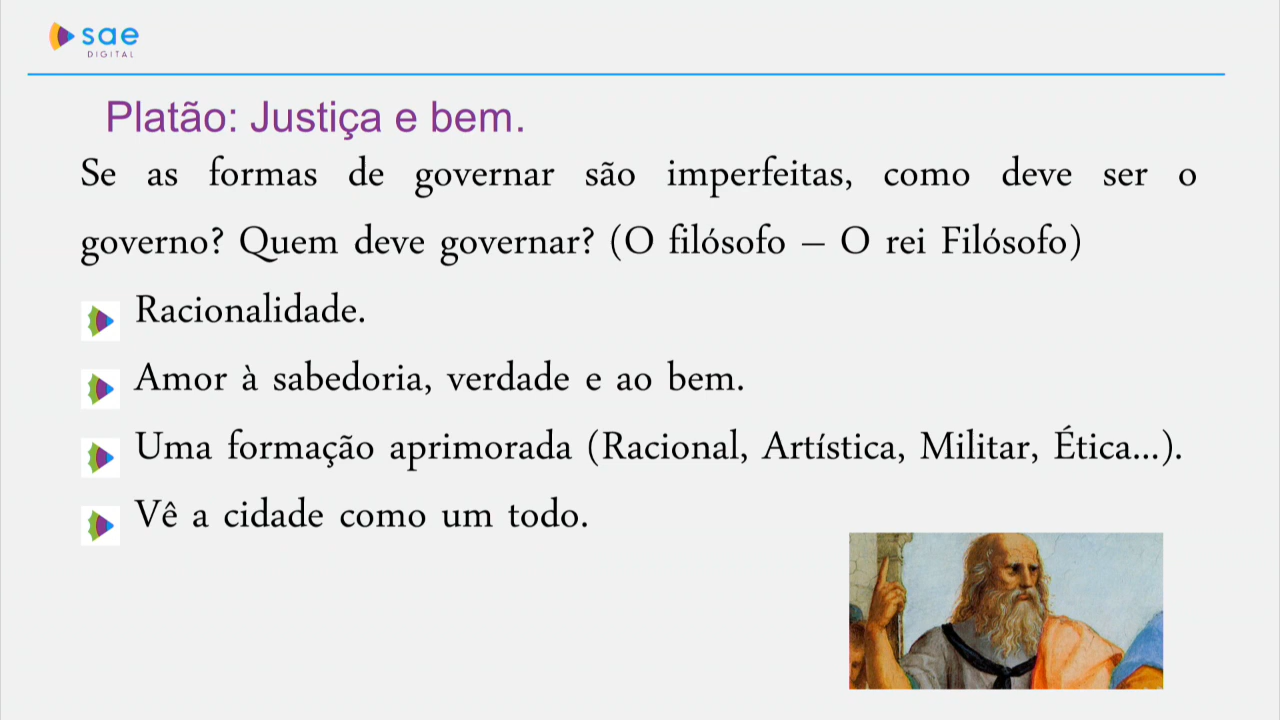 sae
DIGITAL
Platão: Justiça e bem.
Se as formas de governar são imperfeitas, como deve ser o
governo? Quem deve governar? (O filósofo – O rei Filósofo)
Racionalidade.
Amor à sabedoria, verdade e ao bem.
Uma formação aprimorada (Racional, Artística, Militar, Ética...).
Vê a cidade como um todo.